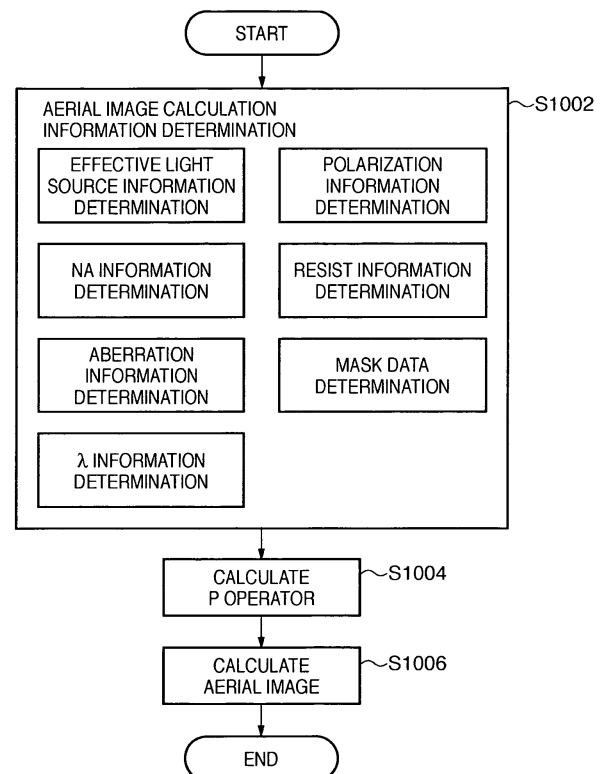 START
AERIAL IMAGE CALCULATION
INFORMATION DETERMINATION
S1002
EFFECTIVE LIGHT
SOURCE INFORMATION
DETERMINATION
POLARIZATION
INFORMATION
DETERMINATION
NA INFORMATION
DETERMINATION
RESIST INFORMATION
DETERMINATION
ABERRATION
INFORMATION
DETERMINATION
MASK DATA
DETERMINATION
λ INFORMATION
DETERMINATION
CALCULATE
P OPERATOR
S1004
CALCULATE
AERIAL IMAGE
S1006
END